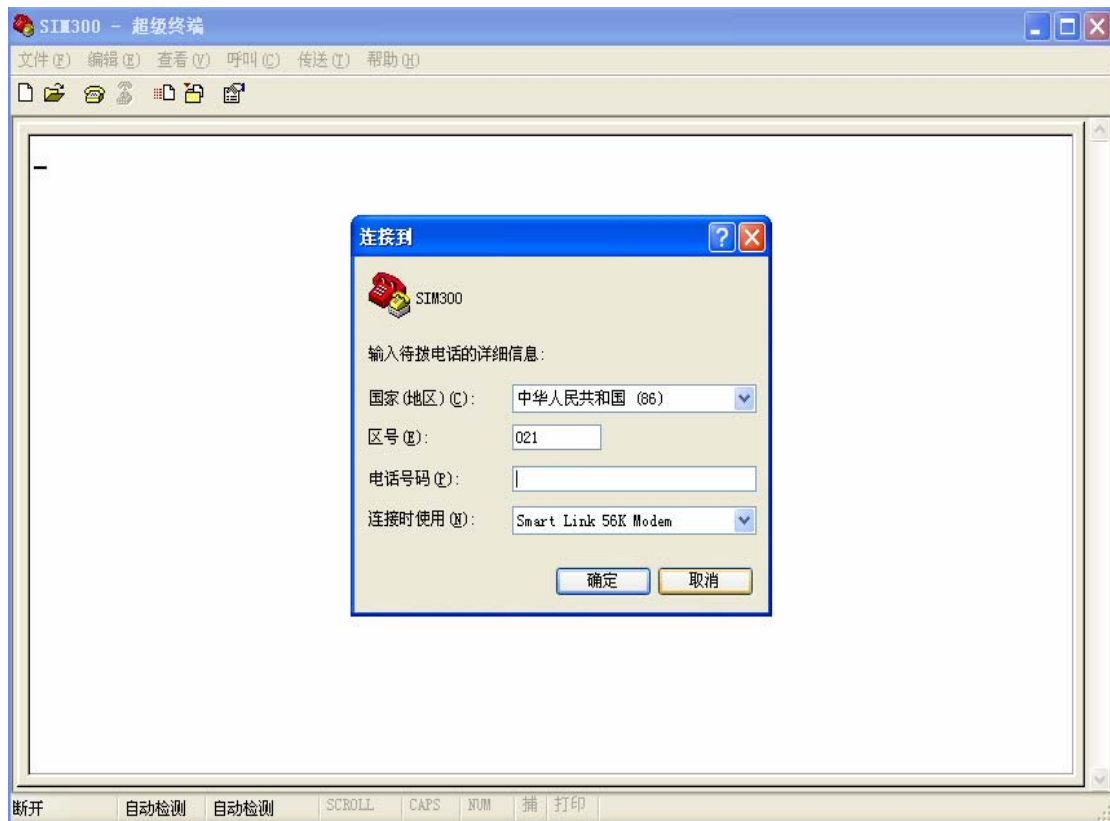 SIM300 - 超级终端
文件(F) 编辑(E) 查看(V) 呼叫(C) 传送(T) 帮助(H)
连接到
SIM300
输入待拨电话的详细信息:
国家(地区)(C): 中华人民共和国 (86)
区号(E): 021
电话号码(P):
连接时使用(N): Smart Link 56K Modem
确定 取消
断开 自动检测 自动检测 SCROLL CAPS NUM 捕 打印